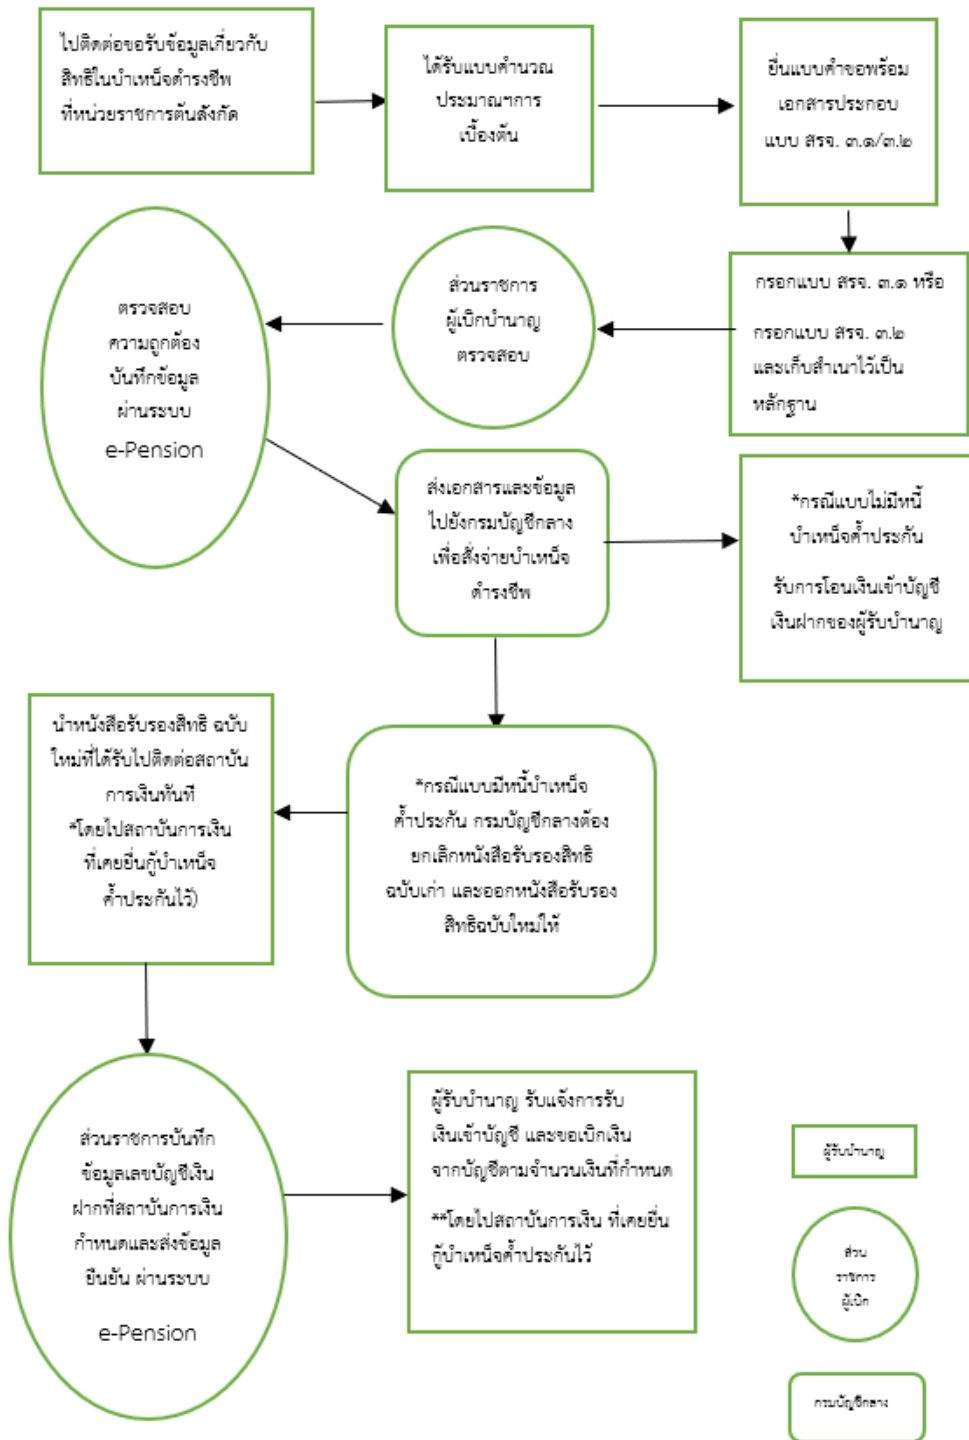 ไปติดต่อขอรับข้อมูลเกี่ยวกับ
สิทธิในบำเหน็จดำรงชีพ
ที่หน่วยราชการต้นสังกัด
ได้รับแบบคำนวณ
ประมาณฯการ
เบื้องต้น
ยื่นแบบคำขอพร้อม
เอกสารประกอบ
แบบ สรจ. ๓.๑/๓.๒
กรอกแบบ สรจ. ๓.๑ หรือ
กรอกแบบ สรจ. ๓.๒
และเก็บสำเนาไว้เป็น
หลักฐาน
ส่วนราชการ
ผู้เบิกบำนาญ
ตรวจสอบ
ตรวจสอบ
ความถูกต้อง
บันทึกข้อมูล
ผ่านระบบ
e-Pension
ส่งเอกสารและข้อมูล
ไปยังกรมบัญชีกลาง
เพื่อสั่งจ่ายบำเหน็จ
ดำรงชีพ
*กรณีแบบไม่มีหนี้
บำเหน็จค้ำประกัน
รับการโอนเงินเข้าบัญชี
เงินฝากของผู้รับบำนาญ
*กรณีแบบมีหนี้บำเหน็จ
ค้ำประกัน กรมบัญชีกลางต้อง
ยกเลิกหนังสือรับรองสิทธิ
ฉบับเก่า และออกหนังสือรับรอง
สิทธิฉบับใหม่ให้
นำหนังสือรับรองสิทธิ ฉบับ
ใหม่ที่ได้รับไปติดต่อสถาบัน
การเงินทันที
*โดยไปสถาบันการเงิน
ที่เคยยื่นกู้บำเหน็จ
ค้ำประกันไว้)
ส่วนราชการบันทึก
ข้อมูลเลขบัญชีเงิน
ฝากที่สถาบันการเงิน
กำหนดและส่งข้อมูล
ยืนยัน ผ่านระบบ
e-Pension
ผู้รับบำนาญ รับแจ้งการรับ
เงินเข้าบัญชี และขอเบิกเงิน
จากบัญชีตามจำนวนเงินที่กำหนด
**โดยไปสถาบันการเงิน ที่เคยยื่น
กู้บำเหน็จค้ำประกันไว้
ผู้รับบำนาญ
ส่วน
ราชการ
ผู้เบิก
กรมบัญชีกลาง